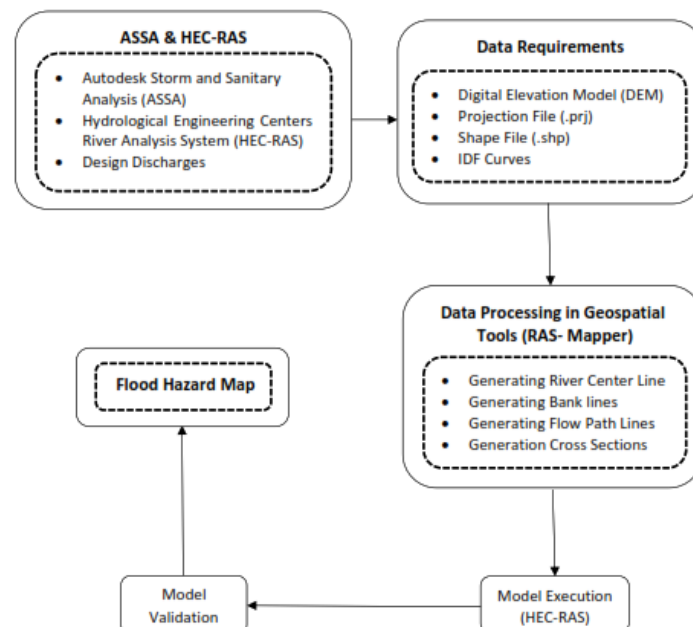 ASSA & HEC-RAS
• Autodesk Storm and Sanitary
Analysis (ASSA)
• Hydrological Engineering Centers
River Analysis System (HEC-RAS)
• Design Discharges
Data Requirements
• Digital Elevation Model (DEM)
• Projection File (.prj)
• Shape File (.shp)
• IDF Curves
Data Processing in Geospatial
Tools (RAS- Mapper)
• Generating River Center Line
• Generating Bank lines
• Generating Flow Path Lines
• Generation Cross Sections
Model Execution
(HEC-RAS)
Model
Validation
Flood Hazard Map